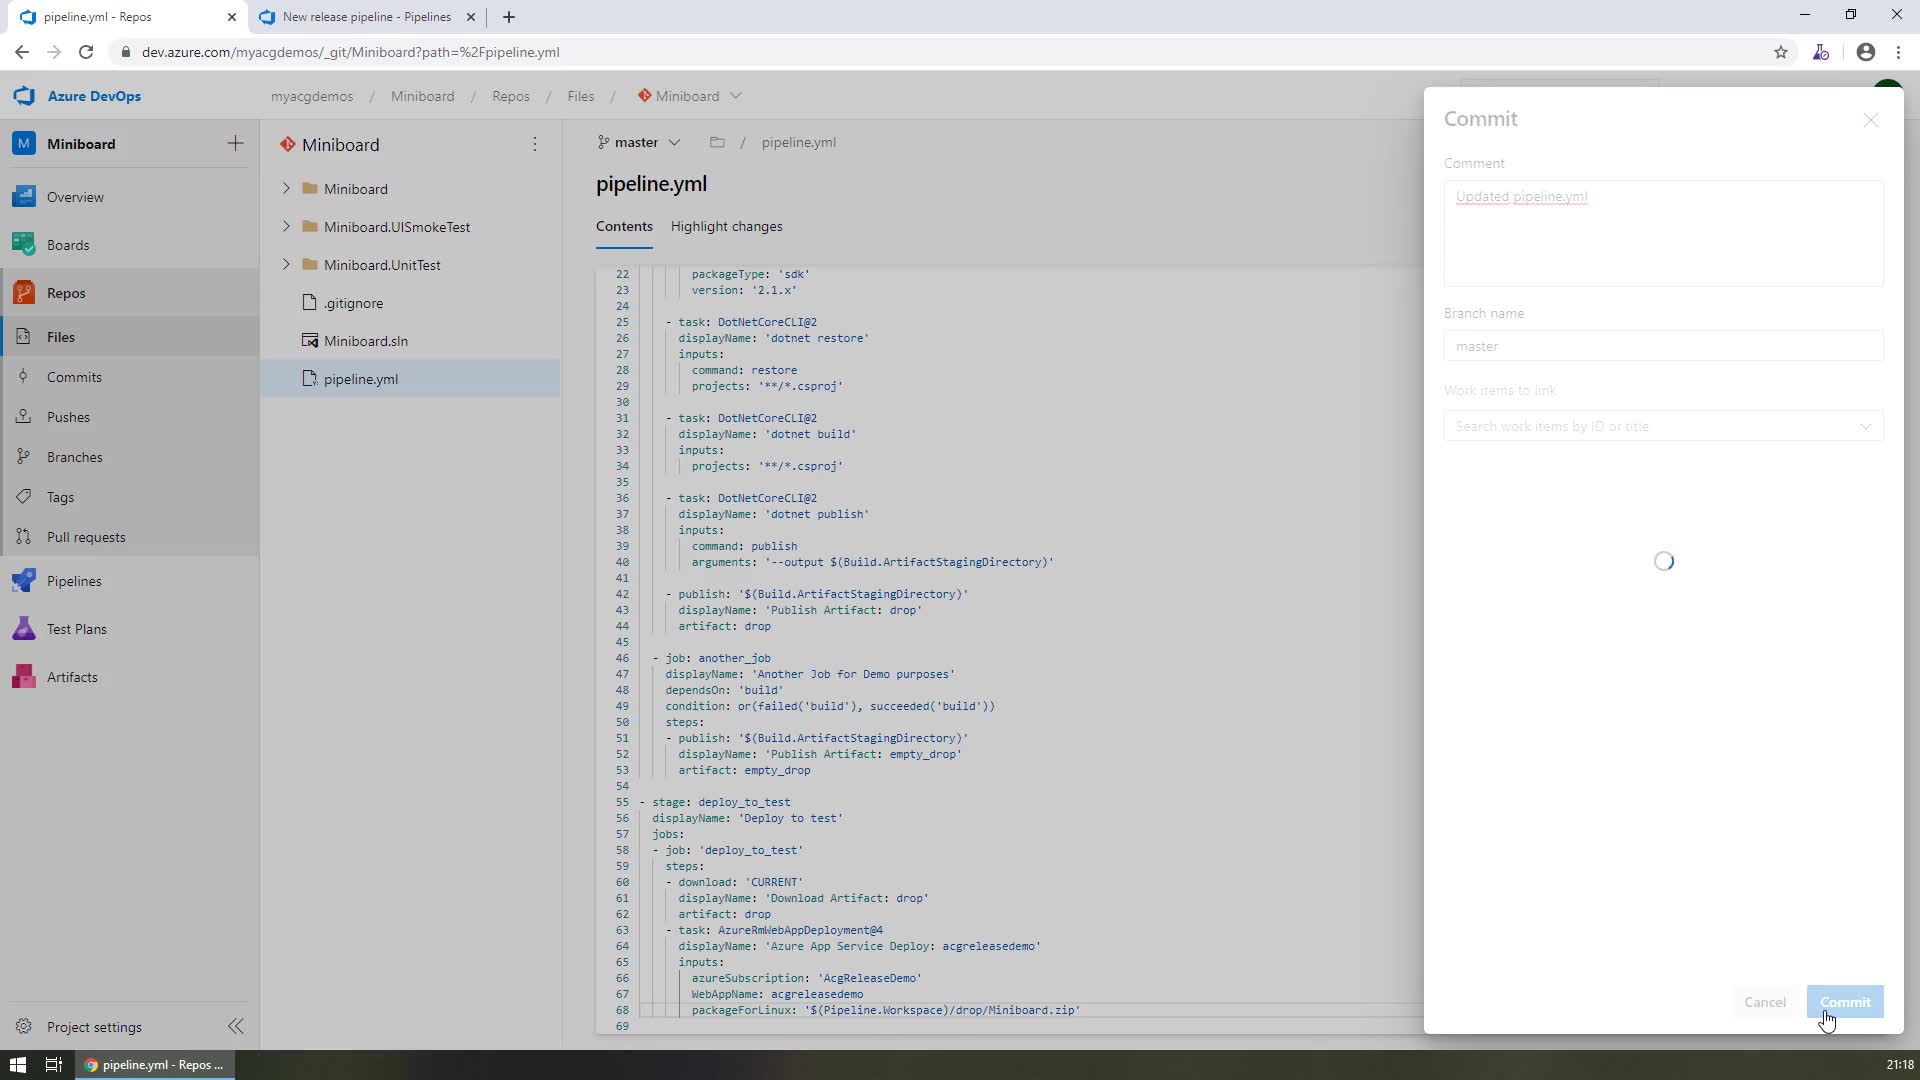 pipeline.yml - Repos
New release pipeline - Pipelines
dev.azure.com/myacgdemos/_git/Miniboard?path=%2Fpipeline.yml
Azure DevOps
myacgdemos / Miniboard / Repos / Files / Miniboard
M Miniboard
Overview
Boards
Repos
Files
Commits
Pushes
Branches
Tags
Pull requests
Pipelines
Test Plans
Artifacts
Project settings
Miniboard
Miniboard
Miniboard.UISmokeTest
Miniboard.UnitTest
.gitignore
Miniboard.sln
pipeline.yml
master / pipeline.yml
pipeline.yml
Contents Highlight changes
22 packageType: 'sdk'
23 version: '2.1.x'
24
25 - task: DotNetCoreCLI@2
26 displayName: 'dotnet restore'
27 inputs:
28 command: restore
29 projects: '**/*.csproj'
30
31 - task: DotNetCoreCLI@2
32 displayName: 'dotnet build'
33 inputs:
34 projects: '**/*.csproj'
35
36 - task: DotNetCoreCLI@2
37 displayName: 'dotnet publish'
38 inputs:
39 command: publish
40 arguments: '--output $(Build.ArtifactStagingDirectory)'
41
42 - publish: '$(Build.ArtifactStagingDirectory)'
43 displayName: 'Publish Artifact: drop'
44 artifact: drop
45
46 - job: another_job
47 displayName: 'Another Job for Demo purposes'
48 dependsOn: 'build'
49 condition: or(failed('build'), succeeded('build'))
50 steps:
51 - publish: '$(Build.ArtifactStagingDirectory)'
52 displayName: 'Publish Artifact: empty_drop'
53 artifact: empty_drop
54
55 - stage: deploy_to_test
56 displayName: 'Deploy to test'
57 jobs:
58 - job: 'deploy_to_test'
59 steps:
60 - download: 'CURRENT'
61 displayName: 'Download Artifact: drop'
62 artifact: drop
63 - task: AzureRmWebAppDeployment@4
64 displayName: 'Azure App Service Deploy: acgreleasedemo'
65 inputs:
66 azureSubscription: 'AcgReleaseDemo'
67 WebAppName: acgreleasedemo
68 packageForLinux: '$(Pipeline.Workspace)/drop/Miniboard.zip'
69
Commit
Comment
Updated pipeline.yml
Branch name
master
Work items to link
Search work items by ID or title
Cancel Commit
pipeline.yml - Repos ...
21:18